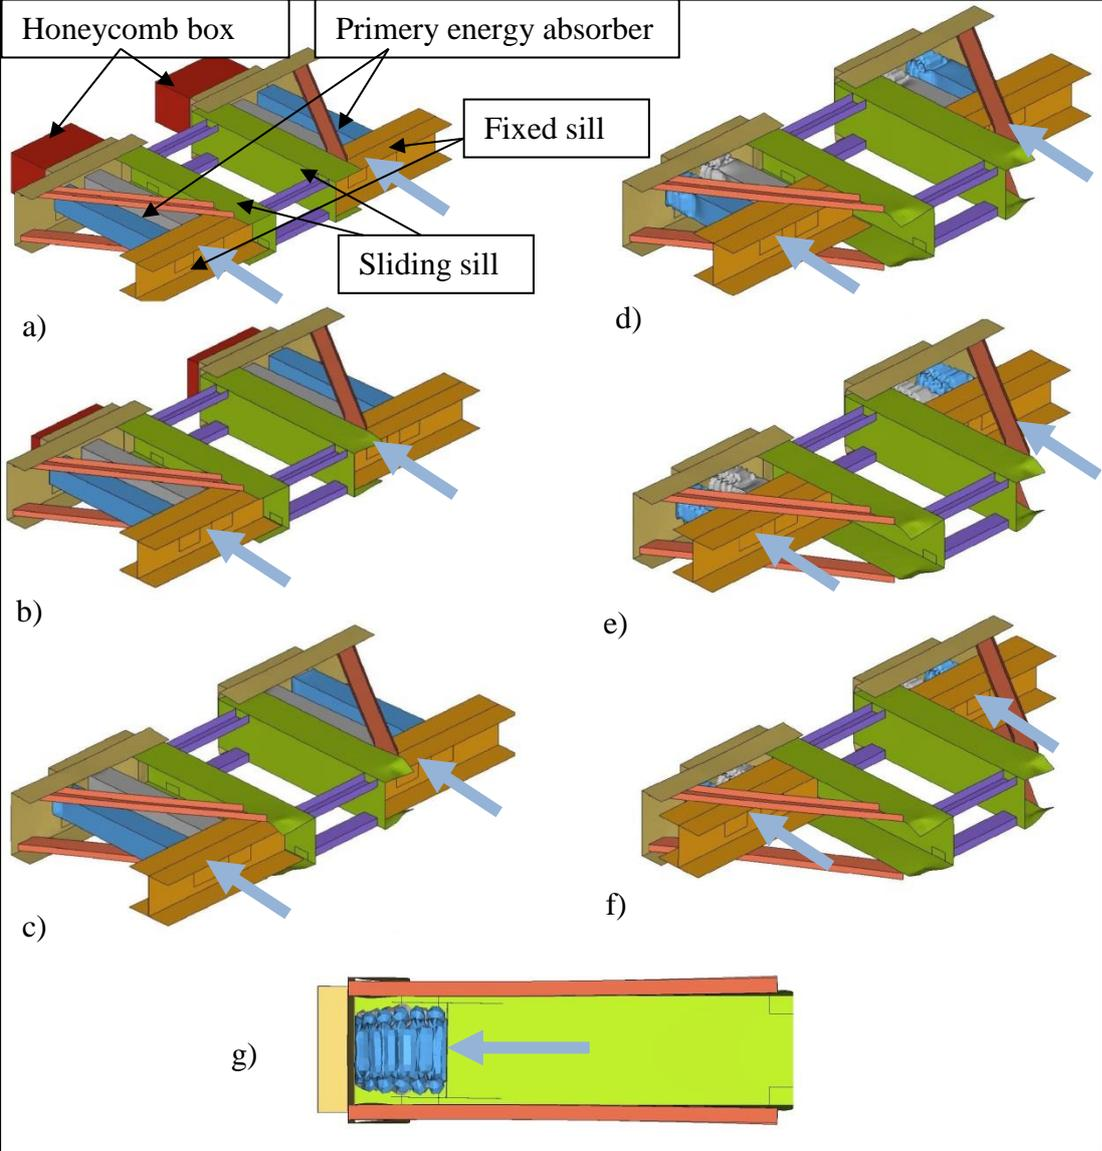 Honeycomb box
Primery energy absorber
Fixed sill
Sliding sill
a)
d)
b)
e)
c)
f)
g)